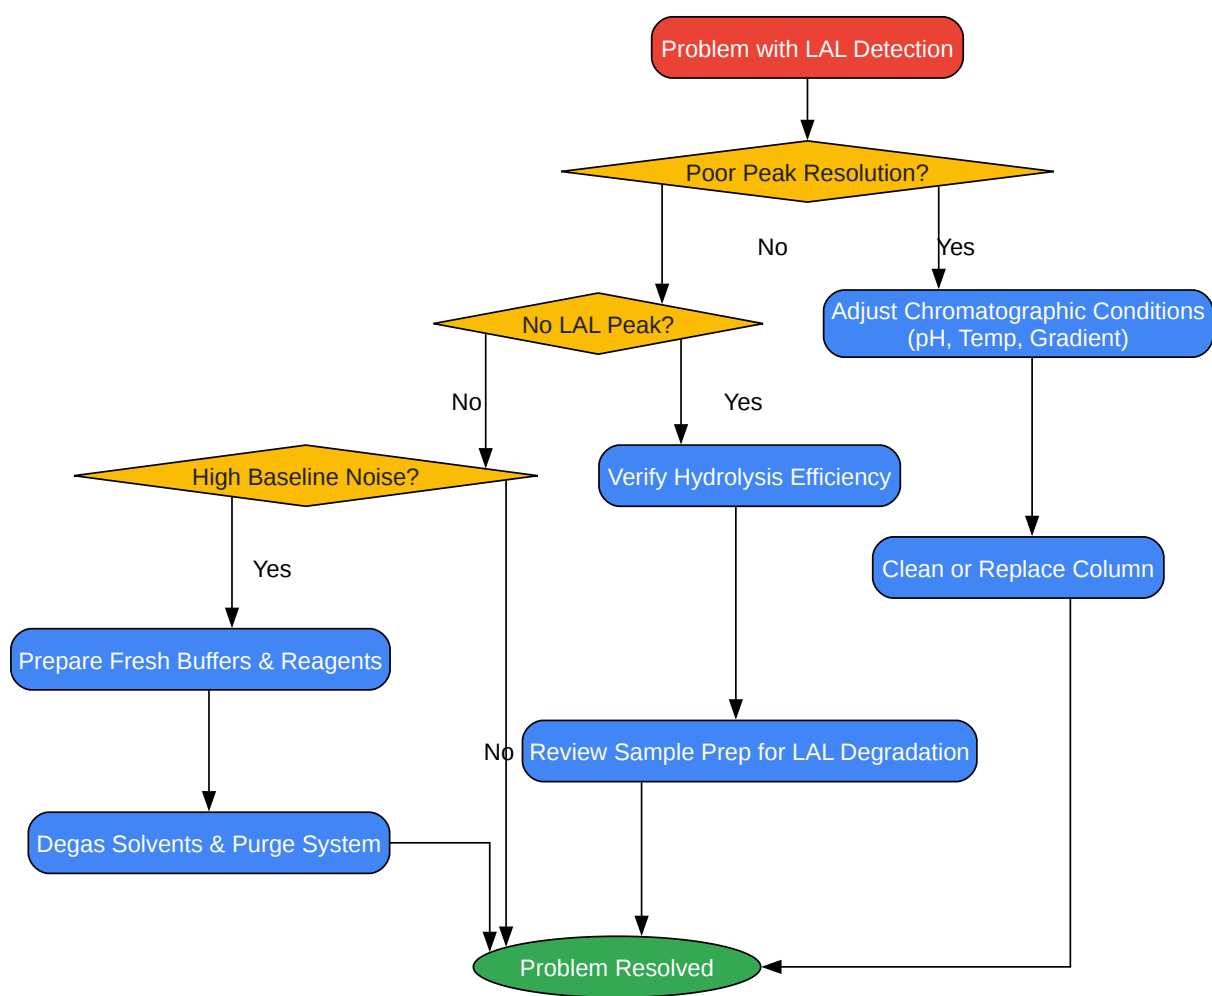 Problem with LAL Detection
Poor Peak Resolution?
No
Yes
Adjust Chromatographic Conditions
(pH, Temp, Gradient)
No LAL Peak?
No
Yes
High Baseline Noise?
Verify Hydrolysis Efficiency
Yes
Clean or Replace Column
Prepare Fresh Buffers & Reagents
No
Review Sample Prep for LAL Degradation
Degas Solvents & Purge System
Problem Resolved